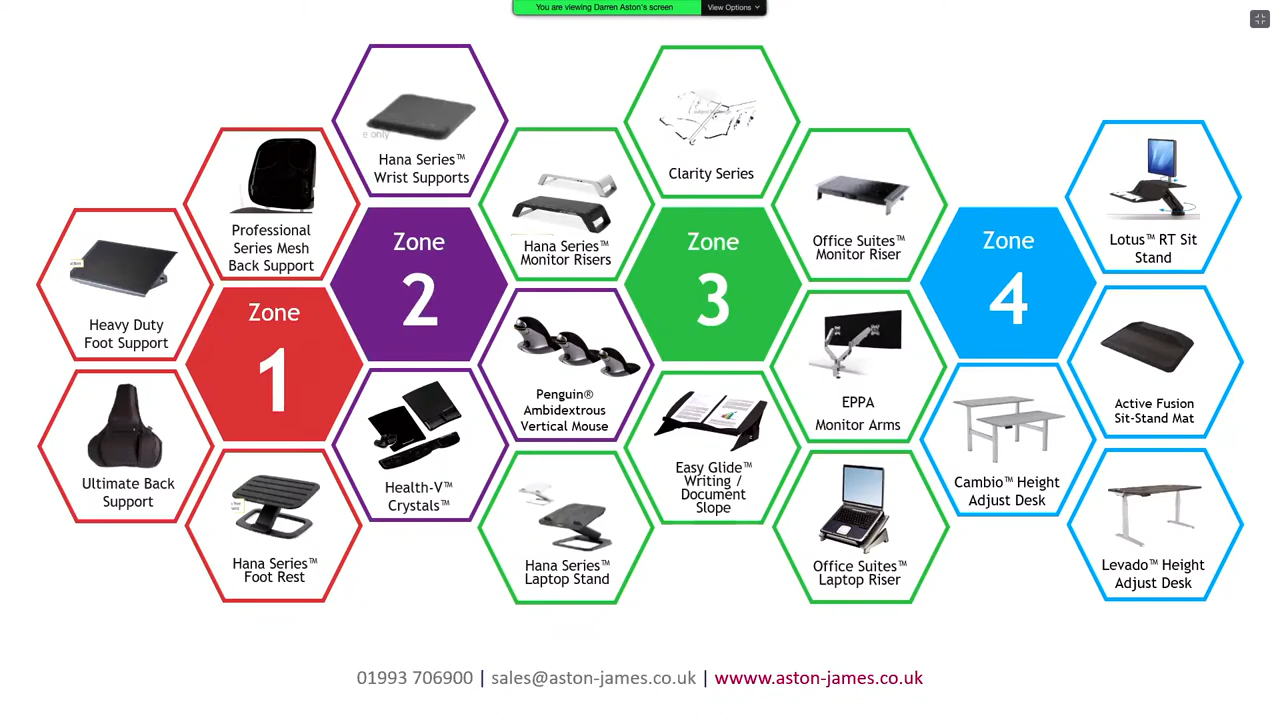 You are viewing Darren Aston's screen
View Options
Hana Series™
Wrist Supports
Clarity Series
Professional
Series Mesh
Back Support
Hana Series™
Monitor Risers
Office Suites™
Monitor Riser
Lotus™ RT Sit
Stand
Heavy Duty
Foot Support
Zone
1
Zone
2
Zone
3
Zone
4
Penguin®
Ambidextrous
Vertical Mouse
EPPA
Monitor Arms
Active Fusion
Sit-Stand Mat
Ultimate Back
Support
Health-V™
Crystals™
Easy Glide™
Writing /
Document
Slope
Cambio™ Height
Adjust Desk
Hana Series™
Foot Rest
Hana Series™
Laptop Stand
Office Suites™
Laptop Riser
Levado™ Height
Adjust Desk
e only
01993 706900 | sales@aston-james.co.uk | wwww.aston-james.co.uk